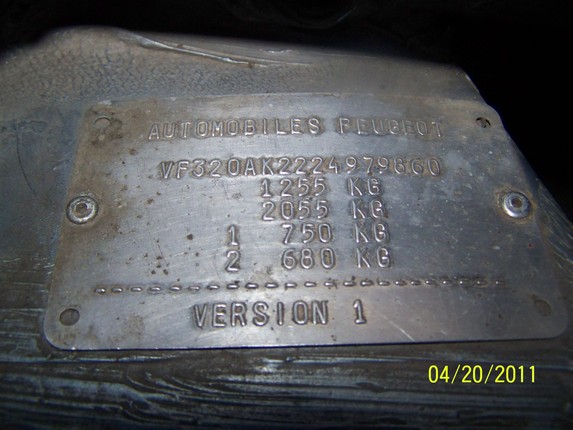 AUTOMOBILES PEUGEOT
VF320AK2224979860
1255 KG
2055 KG
1 750 KG
2 680 KG
VERSION 1
04/20/2011